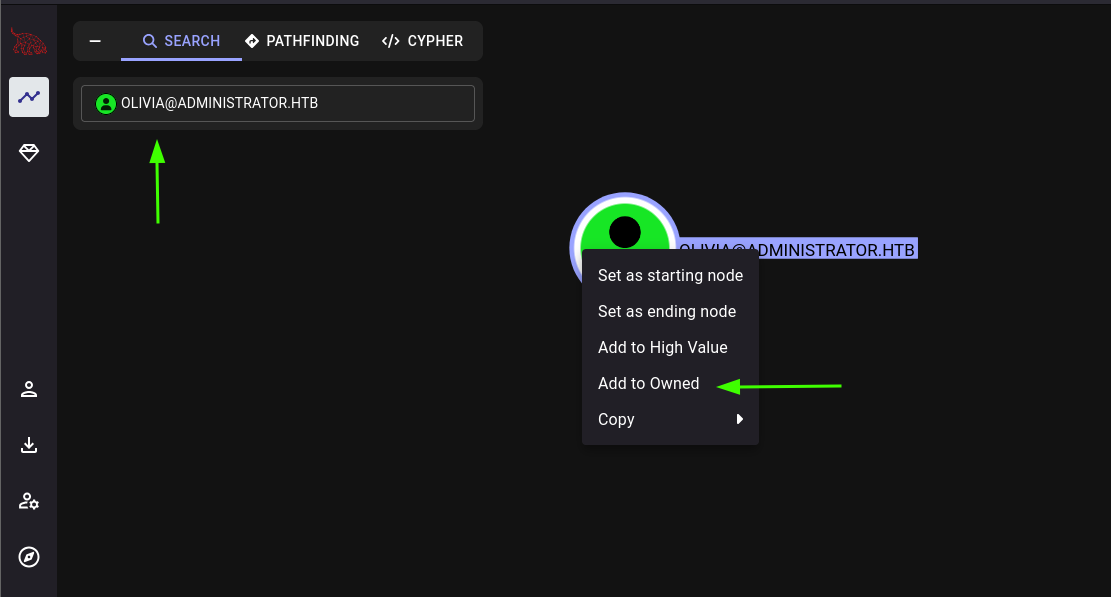 SEARCH
PATHFINDING
</> CYPHER
OLIVIA@ADMINISTRATOR.HTB
OLIVIA@ADMINISTRATOR.HTB
Set as starting node
Set as ending node
Add to High Value
Add to Owned
Copy